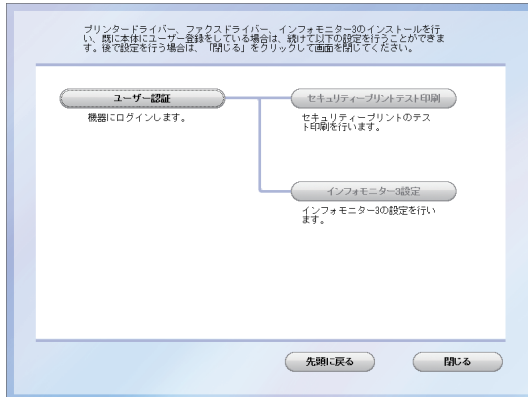 プリンタードライバー、ファクスドライバー、インフォモニター3のインストールを行
い、既に本体にユーザー登録をしている場合は、続けて以下の設定を行うことができま
す。後で設定を行う場合は、「閉じる」をクリックして画面を閉じてください。
ユーザー認証
機器にログインします。
セキュリティープリントテスト印刷
セキュリティープリントのテス
ト印刷を行います。
インフォモニター3設定
インフォモニター3の設定を行い
ます。
先頭に戻る
閉じる